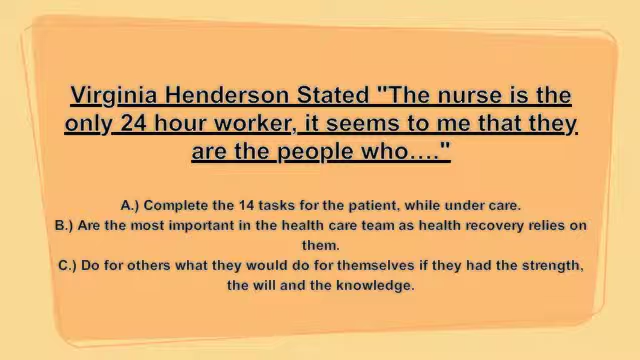 Virginia Henderson Stated "The nurse is the
only 24 hour worker, it seems to me that they
are the people who…."
A.) Complete the 14 tasks for the patient, while under care.
B.) Are the most important in the health care team as health recovery relies on
them.
C.) Do for others what they would do for themselves if they had the strength,
the will and the knowledge.